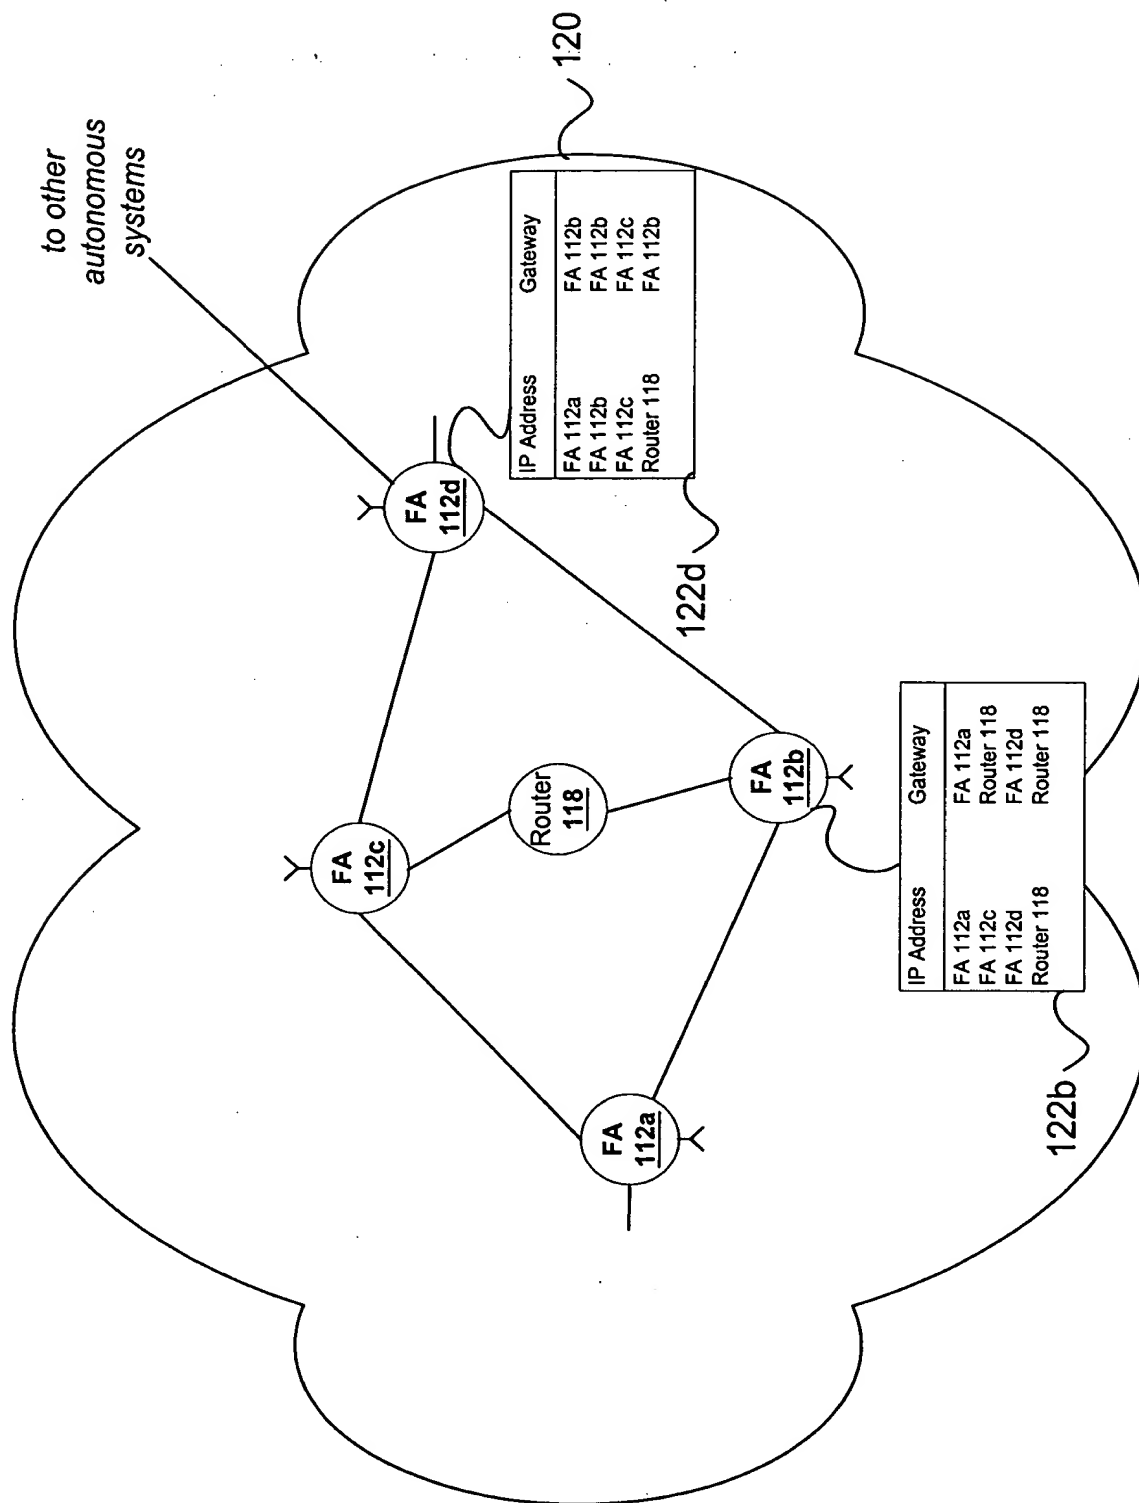 to other
autonomous
systems
FA
112c
FA
112d
Router
118
120
IP Address Gateway
FA 112a FA 112b
FA 112b FA 112b
FA 112c FA 112c
Router 118 FA 112b
FA
112a
122d
FA
112b
IP Address Gateway
FA 112a FA 112a
FA 112c Router 118
FA 112d FA 112d
Router 118 Router 118
122b